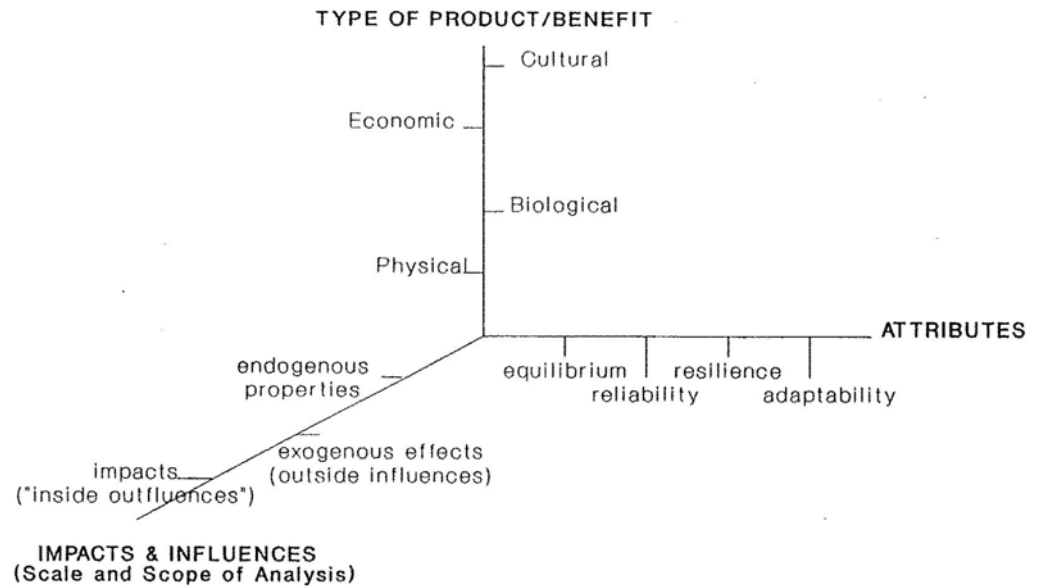 TYPE OF PRODUCT/BENEFIT
Cultural
Economic
Biological
Physical
ATTRIBUTES
equilibrium
resilience
reliability
adaptability
endogenous
properties
exogenous effects
(outside influences)
impacts
("inside outfluences")
IMPACTS & INFLUENCES
(Scale and Scope of Analysis)